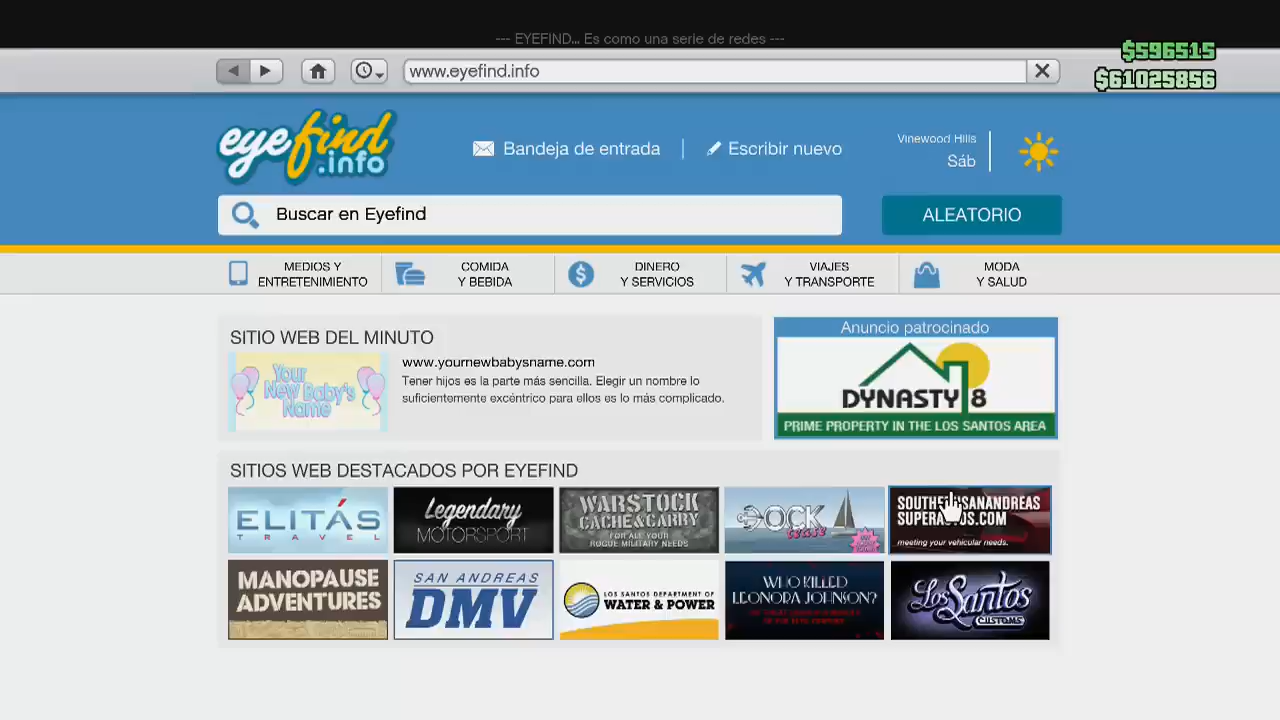 --- EYEFIND... Es como una serie de redes ---
$596515
$61025856
www.eyefind.info
eyefind
.info
Bandeja de entrada
Escribir nuevo
Vinewood Hills
Sáb
Buscar en Eyefind
ALEATORIO
MEDIOS Y
ENTRETENIMIENTO
COMIDA
Y BEBIDA
DINERO
Y SERVICIOS
VIAJES
Y TRANSPORTE
MODA
Y SALUD
SITIO WEB DEL MINUTO
Your
New Baby's
Name
www.yournewbabysname.com
Tener hijos es la parte más sencilla. Elegir un nombre lo
suficientemente excéntrico para ellos es lo más complicado.
Anuncio patrocinado
DYNASTY 8
PRIME PROPERTY IN THE LOS SANTOS AREA
SITIOS WEB DESTACADOS POR EYEFIND
ELITÁS
TRAVEL
Legendary
MOTORSPORT
WARSTOCK
CACHE & CARRY
FOR ALL YOUR
ROGUE MILITARY NEEDS
DOCK
tease
SANANDREAS
.COM
meeting your vehicular needs.
MANOPAUSE
ADVENTURES
SAN ANDREAS
DMV
LOS SANTOS DEPARTMENT OF
WATER & POWER
WHO KILLED
LEONORA JOHNSON?
Los Santos
CUSTOMS